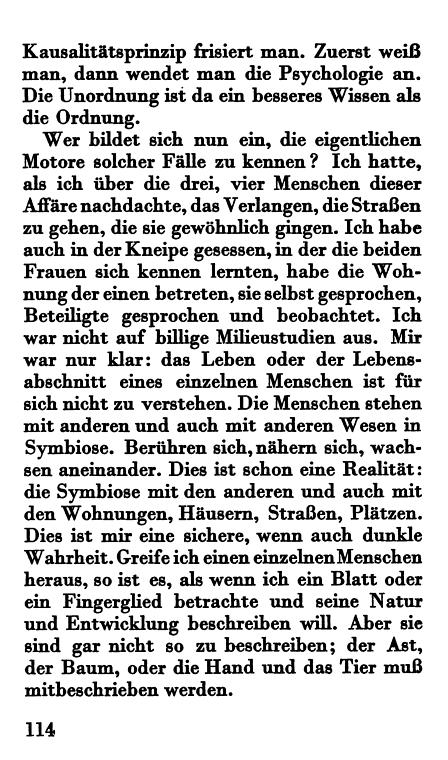 Kausalitätsprinzip frisiert man. Zuerst weiß
man, dann wendet man die Psychologie an.
Die Unordnung ist da ein besseres Wissen als
die Ordnung.
Wer bildet sich nun ein, die eigentlichen
Motore solcher Fälle zu kennen? Ich hatte,
als ich über die drei, vier Menschen dieser
Affäre nachdachte, das Verlangen, die Straßen
zu gehen, die sie gewöhnlich gingen. Ich habe
auch in der Kneipe gesessen, in der die beiden
Frauen sich kennen lernten, habe die Woh-
nung der einen betreten, sie selbst gesprochen,
Beteiligte gesprochen und beobachtet. Ich
war nicht auf billige Milieustudien aus. Mir
war nur klar: das Leben oder der Lebens-
abschnitt eines einzelnen Menschen ist für
sich nicht zu verstehen. Die Menschen stehen
mit anderen und auch mit anderen Wesen in
Symbiose. Berühren sich, nähern sich, wach-
sen aneinander. Dies ist schon eine Realität:
die Symbiose mit den anderen und auch mit
den Wohnungen, Häusern, Straßen, Plätzen.
Dies ist mir eine sichere, wenn auch dunkle
Wahrheit. Greife ich einen einzelnen Menschen
heraus, so ist es, als wenn ich ein Blatt oder
ein Fingerglied betrachte und seine Natur
und Entwicklung beschreiben will. Aber sie
sind gar nicht so zu beschreiben; der Ast,
der Baum, oder die Hand und das Tier muß
mitbeschrieben werden.
114